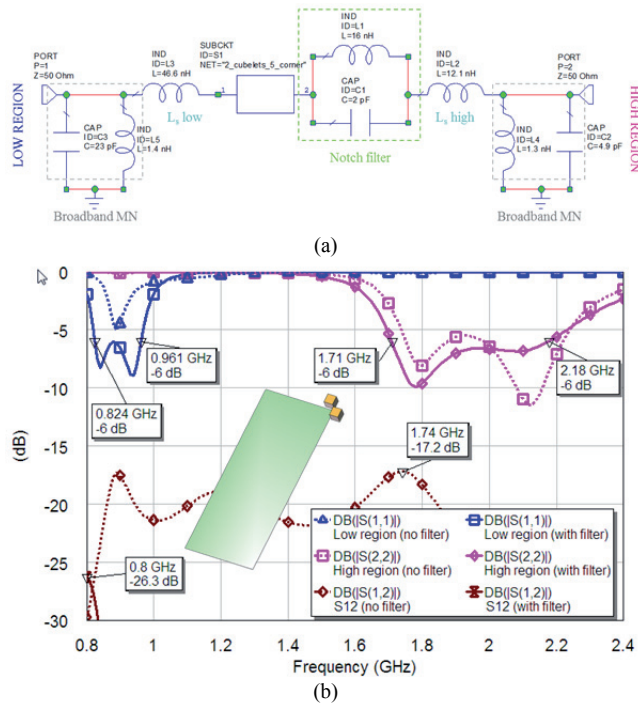 PORT
P=1
Z=50 Ohm
IND
ID=L3
L=46.6 nH
SUBCKT
ID=S1
NET="2_cubelets_5_corner"
IND
ID=L1
L=16 nH
IND
ID=L2
L=12.1 nH
PORT
P=2
Z=50 Ohm
1
2
CAP
ID=C1
C=2 pF
LOW REGION
Ls low
Ls high
HIGH REGION
CAP
ID=C3
C=23 pF
IND
ID=L5
L=1.4 nH
Notch filter
IND
ID=L4
L=1.3 nH
CAP
ID=C2
C=4.9 pF
Broadband MN
Broadband MN
(a)
0
-5
-10
-15
-20
-25
-30
(dB)
0.961 GHz
-6 dB
0.824 GHz
-6 dB
1.71 GHz
-6 dB
2.18 GHz
-6 dB
1.74 GHz
-17.2 dB
0.8 GHz
-26.3 dB
DB(|S(1,1)|)
Low region (no filter)
DB(|S(1,1)|)
Low region (with filter)
DB(|S(2,2)|)
High region (no filter)
DB(|S(2,2)|)
High region (with filter)
DB(|S(1,2)|)
S12 (no filter)
DB(|S(1,2)|)
S12 (with filter)
0.8 1 1.2 1.4 1.6 1.8 2 2.2 2.4
Frequency (GHz)
(b)